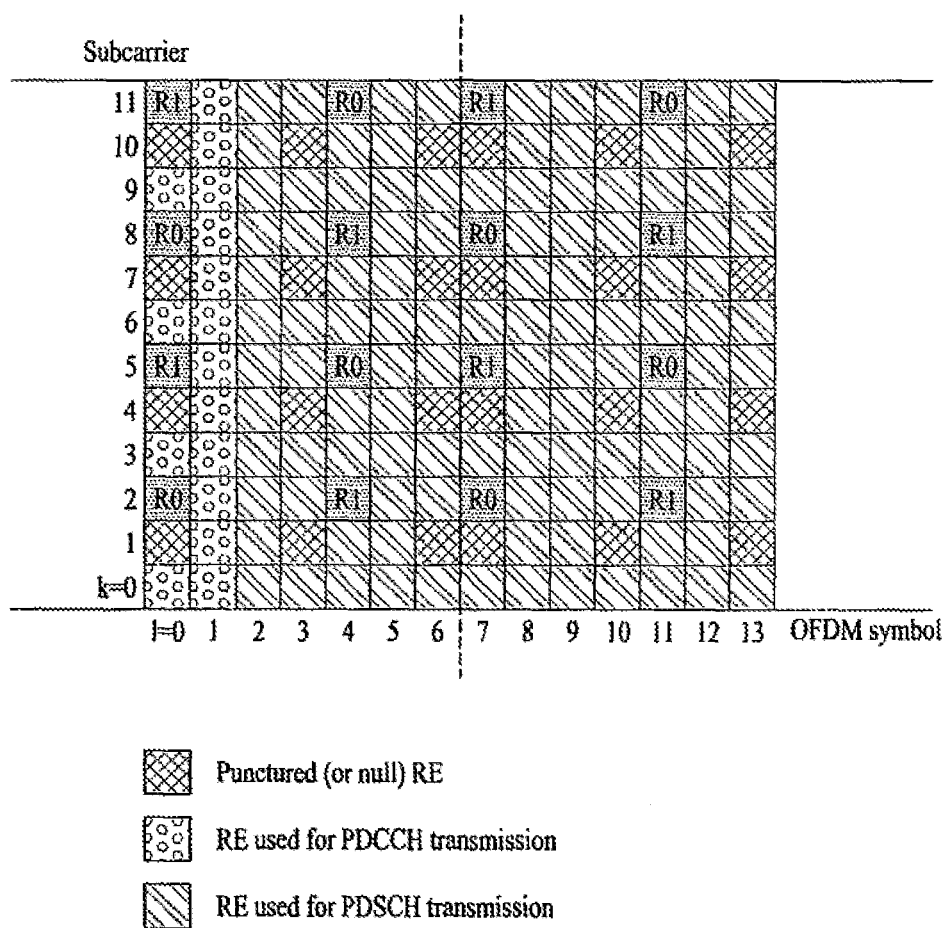 Subcarrier
11 R1 R0 R1 R0
10
9
8 R0 R1 R0 R1
7
6
5 R1 R0 R1 R0
4
3
2 R0 R1 R0 R1
1
k=0
l=0 1 2 3 4 5 6 7 8 9 10 11 12 13 OFDM symbol
Punctured (or null) RE
RE used for PDCCH transmission
RE used for PDSCH transmission